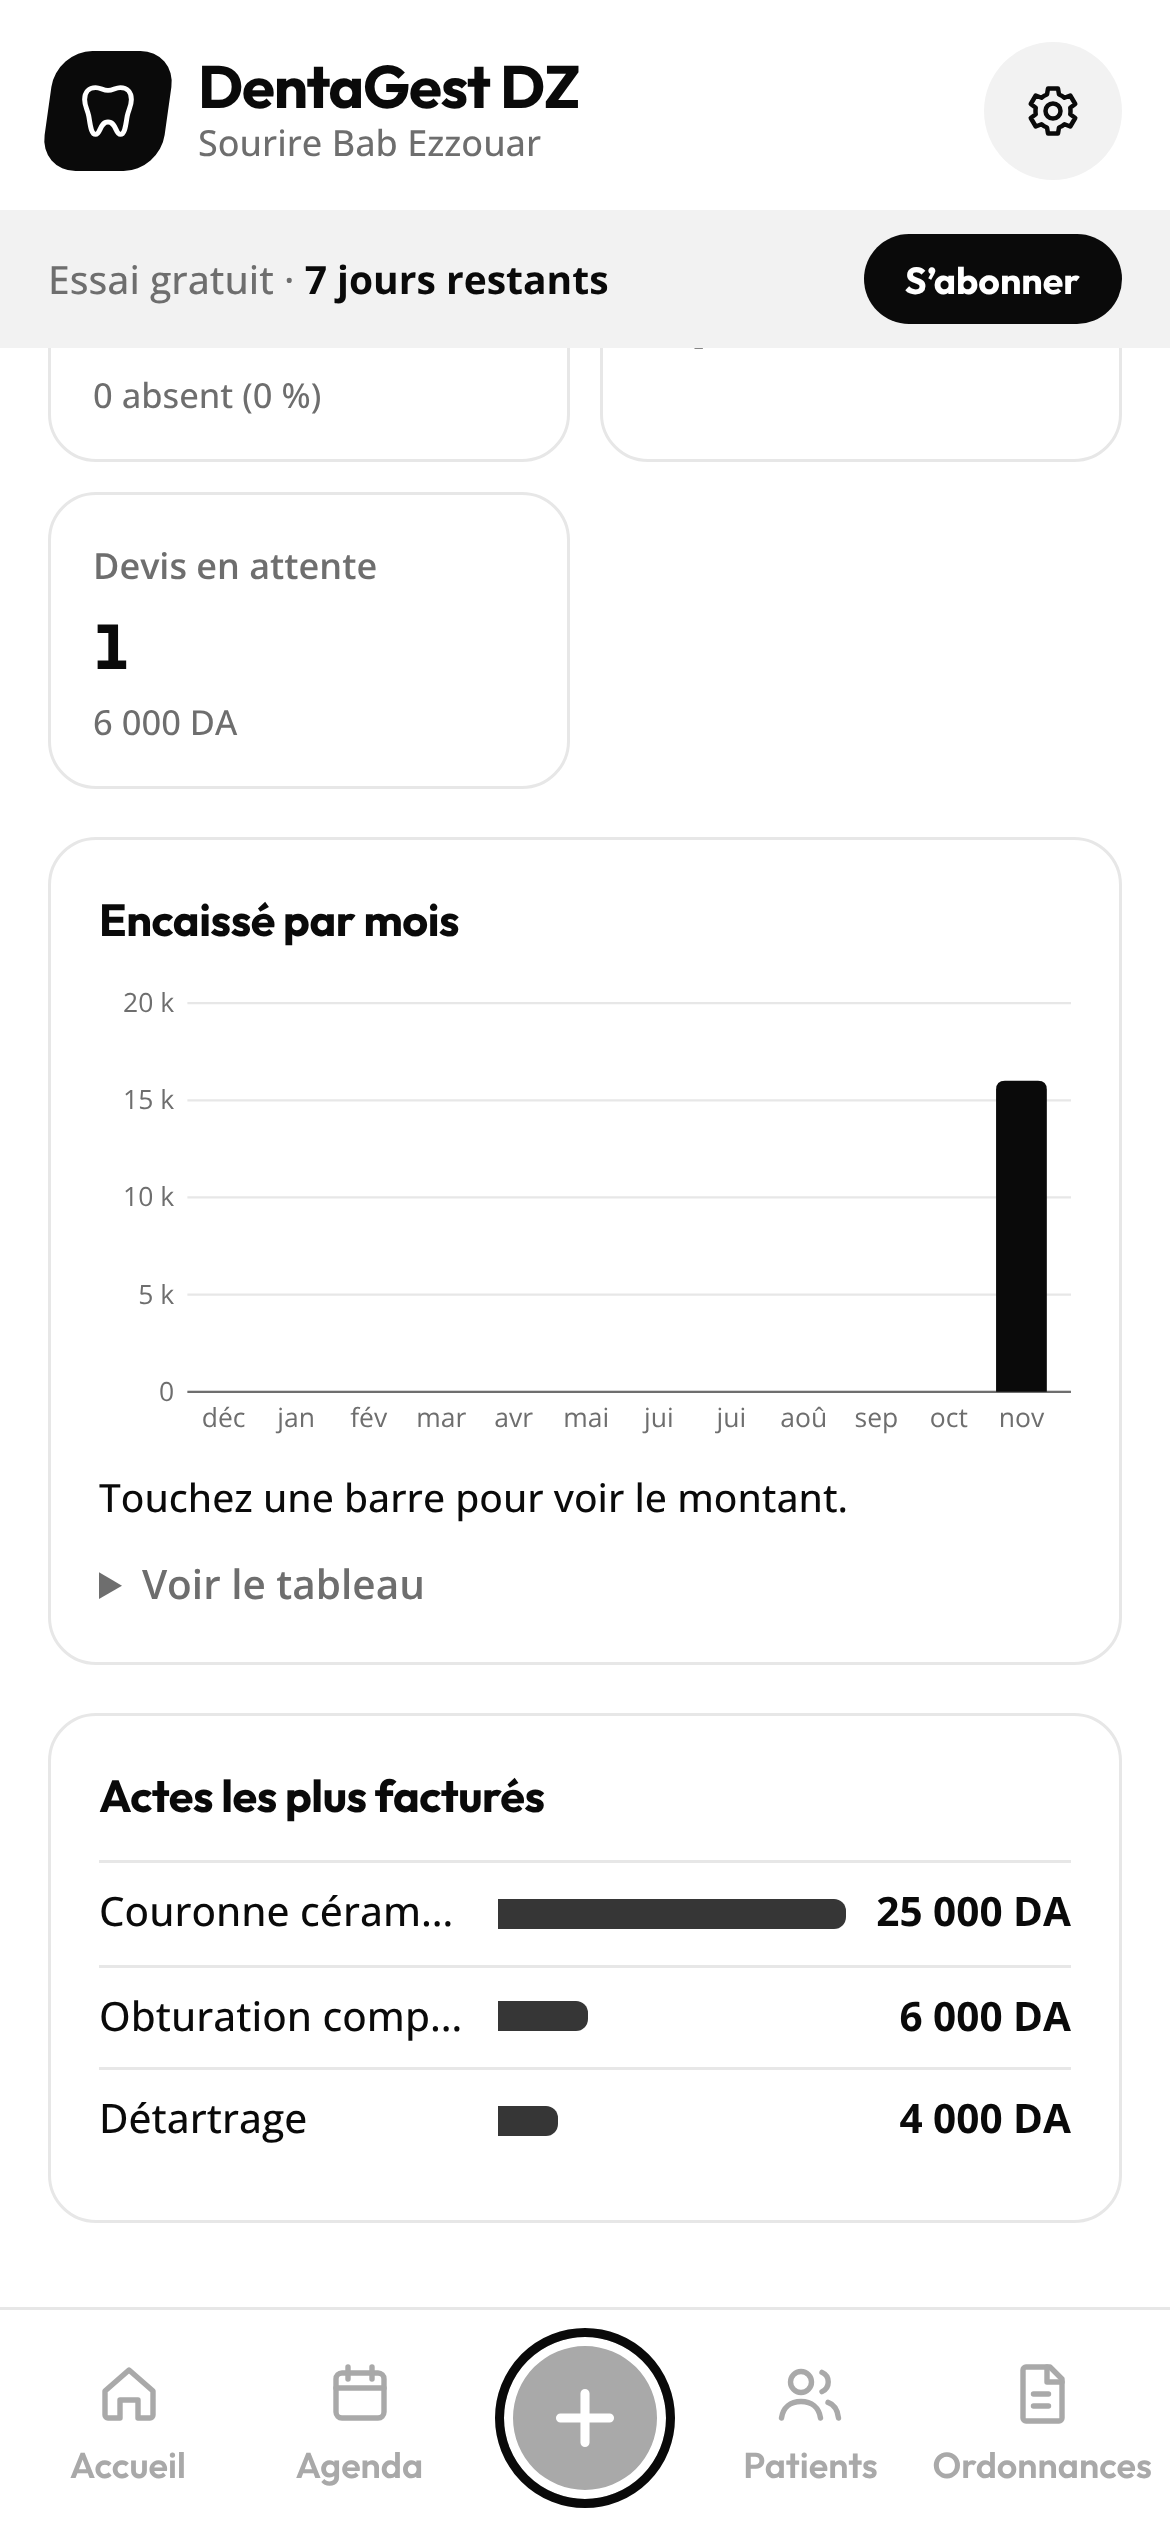 DentaGest DZ
Sourire Bab Ezzouar
Essai gratuit · 7 jours restants
S’abonner
0 absent (0 %)
Devis en attente
1
6 000 DA
Encaissé par mois
20 k
15 k
10 k
5 k
0
déc jan fév mar avr mai jui jui aoû sep oct nov
Touchez une barre pour voir le montant.
Voir le tableau
Actes les plus facturés
Couronne céram... 25 000 DA
Obturation comp... 6 000 DA
Détartrage 4 000 DA
Accueil Agenda Patients Ordonnances